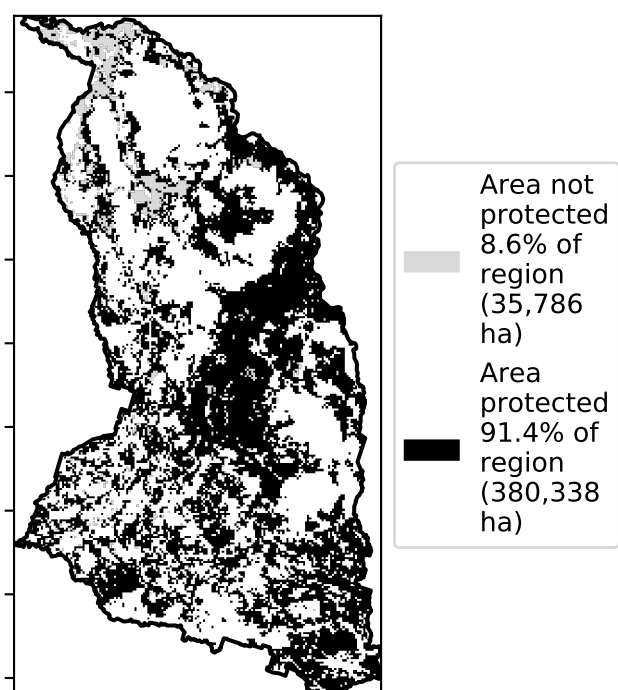 Area not
protected
8.6% of
region
(35,786
ha)
Area
protected
91.4% of
region
(380,338
ha)